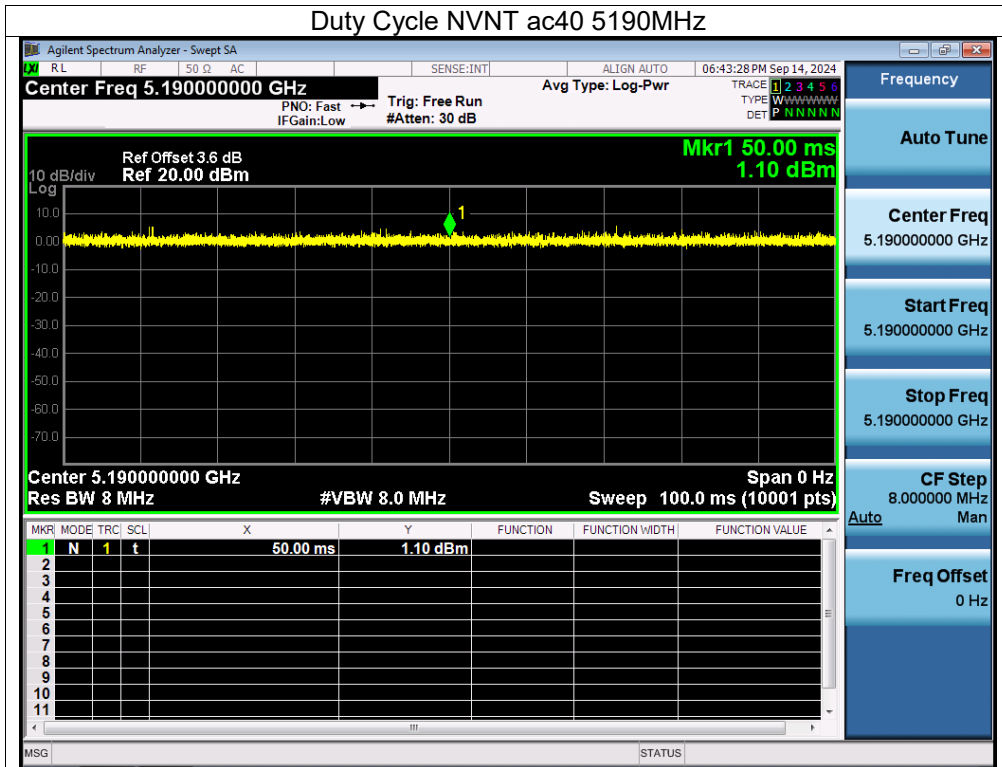 Duty Cycle NVNT ac40 5190MHz
Agilent Spectrum Analyzer - Swept SA
LXI RL RF 50 Ω AC SENSE:INT ALIGN AUTO 06:43:28 PM Sep 14, 2024
Center Freq 5.190000000 GHz
PNO: Fast
IFGain:Low
Trig: Free Run
#Atten: 30 dB
Avg Type: Log-Pwr
TRACE 1 2 3 4 5 6
TYPE WWWWWWW
DET P N N N N N
Ref Offset 3.6 dB
10 dB/div Ref 20.00 dBm
Log
Mkr1 50.00 ms
1.10 dBm
1
10.0
0.00
-10.0
-20.0
-30.0
-40.0
-50.0
-60.0
-70.0
Center 5.190000000 GHz Span 0 Hz
Res BW 8 MHz #VBW 8.0 MHz Sweep 100.0 ms (10001 pts)
MKR MODE TRC SCL X Y FUNCTION FUNCTION WIDTH FUNCTION VALUE
1 N 1 t 50.00 ms 1.10 dBm
2
3
4
5
6
7
8
9
10
11
MSG STATUS
Frequency
Auto Tune
Center Freq
5.190000000 GHz
Start Freq
5.190000000 GHz
Stop Freq
5.190000000 GHz
CF Step
8.000000 MHz
Auto Man
Freq Offset
0 Hz